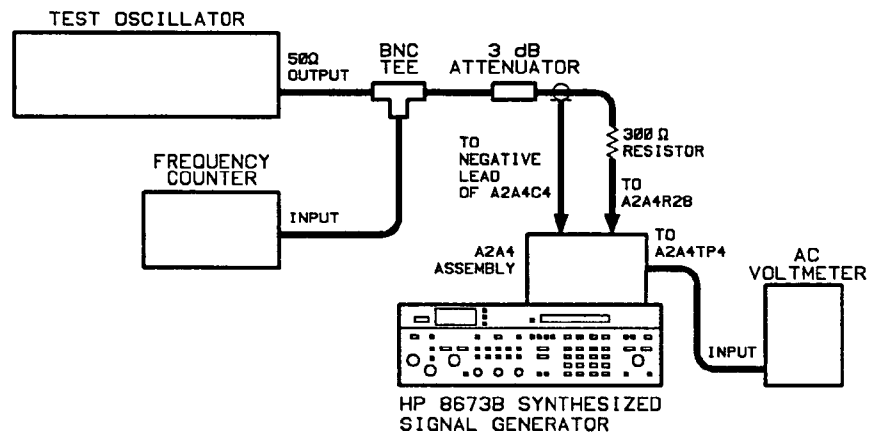 TEST OSCILLATOR
50Ω
OUTPUT
BNC
TEE
3 dB
ATTENUATOR
300 Ω
RESISTOR
TO
NEGATIVE
LEAD
OF A2A4C4
TO
A2A4R28
FREQUENCY
COUNTER
INPUT
A2A4
ASSEMBLY
TO
A2A4TP4
AC
VOLTMETER
INPUT
HP 8673B SYNTHESIZED
SIGNAL GENERATOR